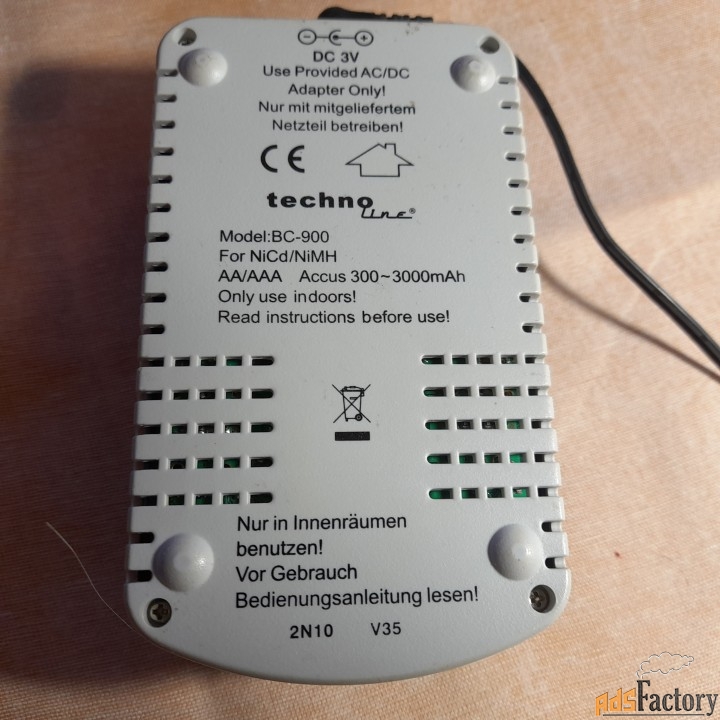 DC 3V
Use Provided AC/DC
Adapter Only!
Nur mit mitgeliefertem
Netzteil betreiben!
CE
techno
line®
Model:BC-900
For NiCd/NiMH
AA/AAA Accus 300~3000mAh
Only use indoors!
Read instructions before use!
Nur in Innenräumen
benutzen!
Vor Gebrauch
Bedienungsanleitung lesen!
2N10 V35
AdsFactory